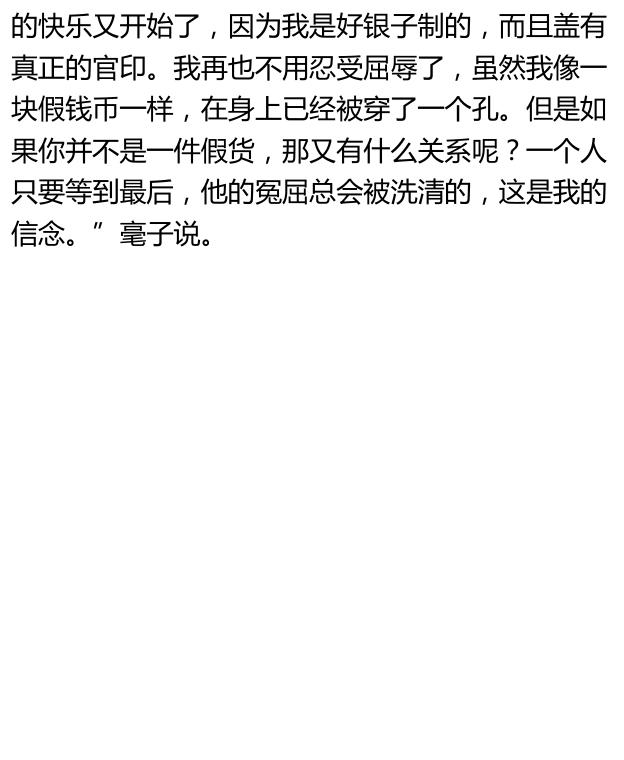 的快乐又开始了，因为我是好银子制的，而且盖有
真正的官印。我再也不用忍受屈辱了，虽然我像一
块假钱币一样，在身上已经被穿了一个孔。但是如
果你并不是一件假货，那又有什么关系呢？一个人
只要等到最后，他的冤屈总会被洗清的，这是我的
信念。”毫子说。